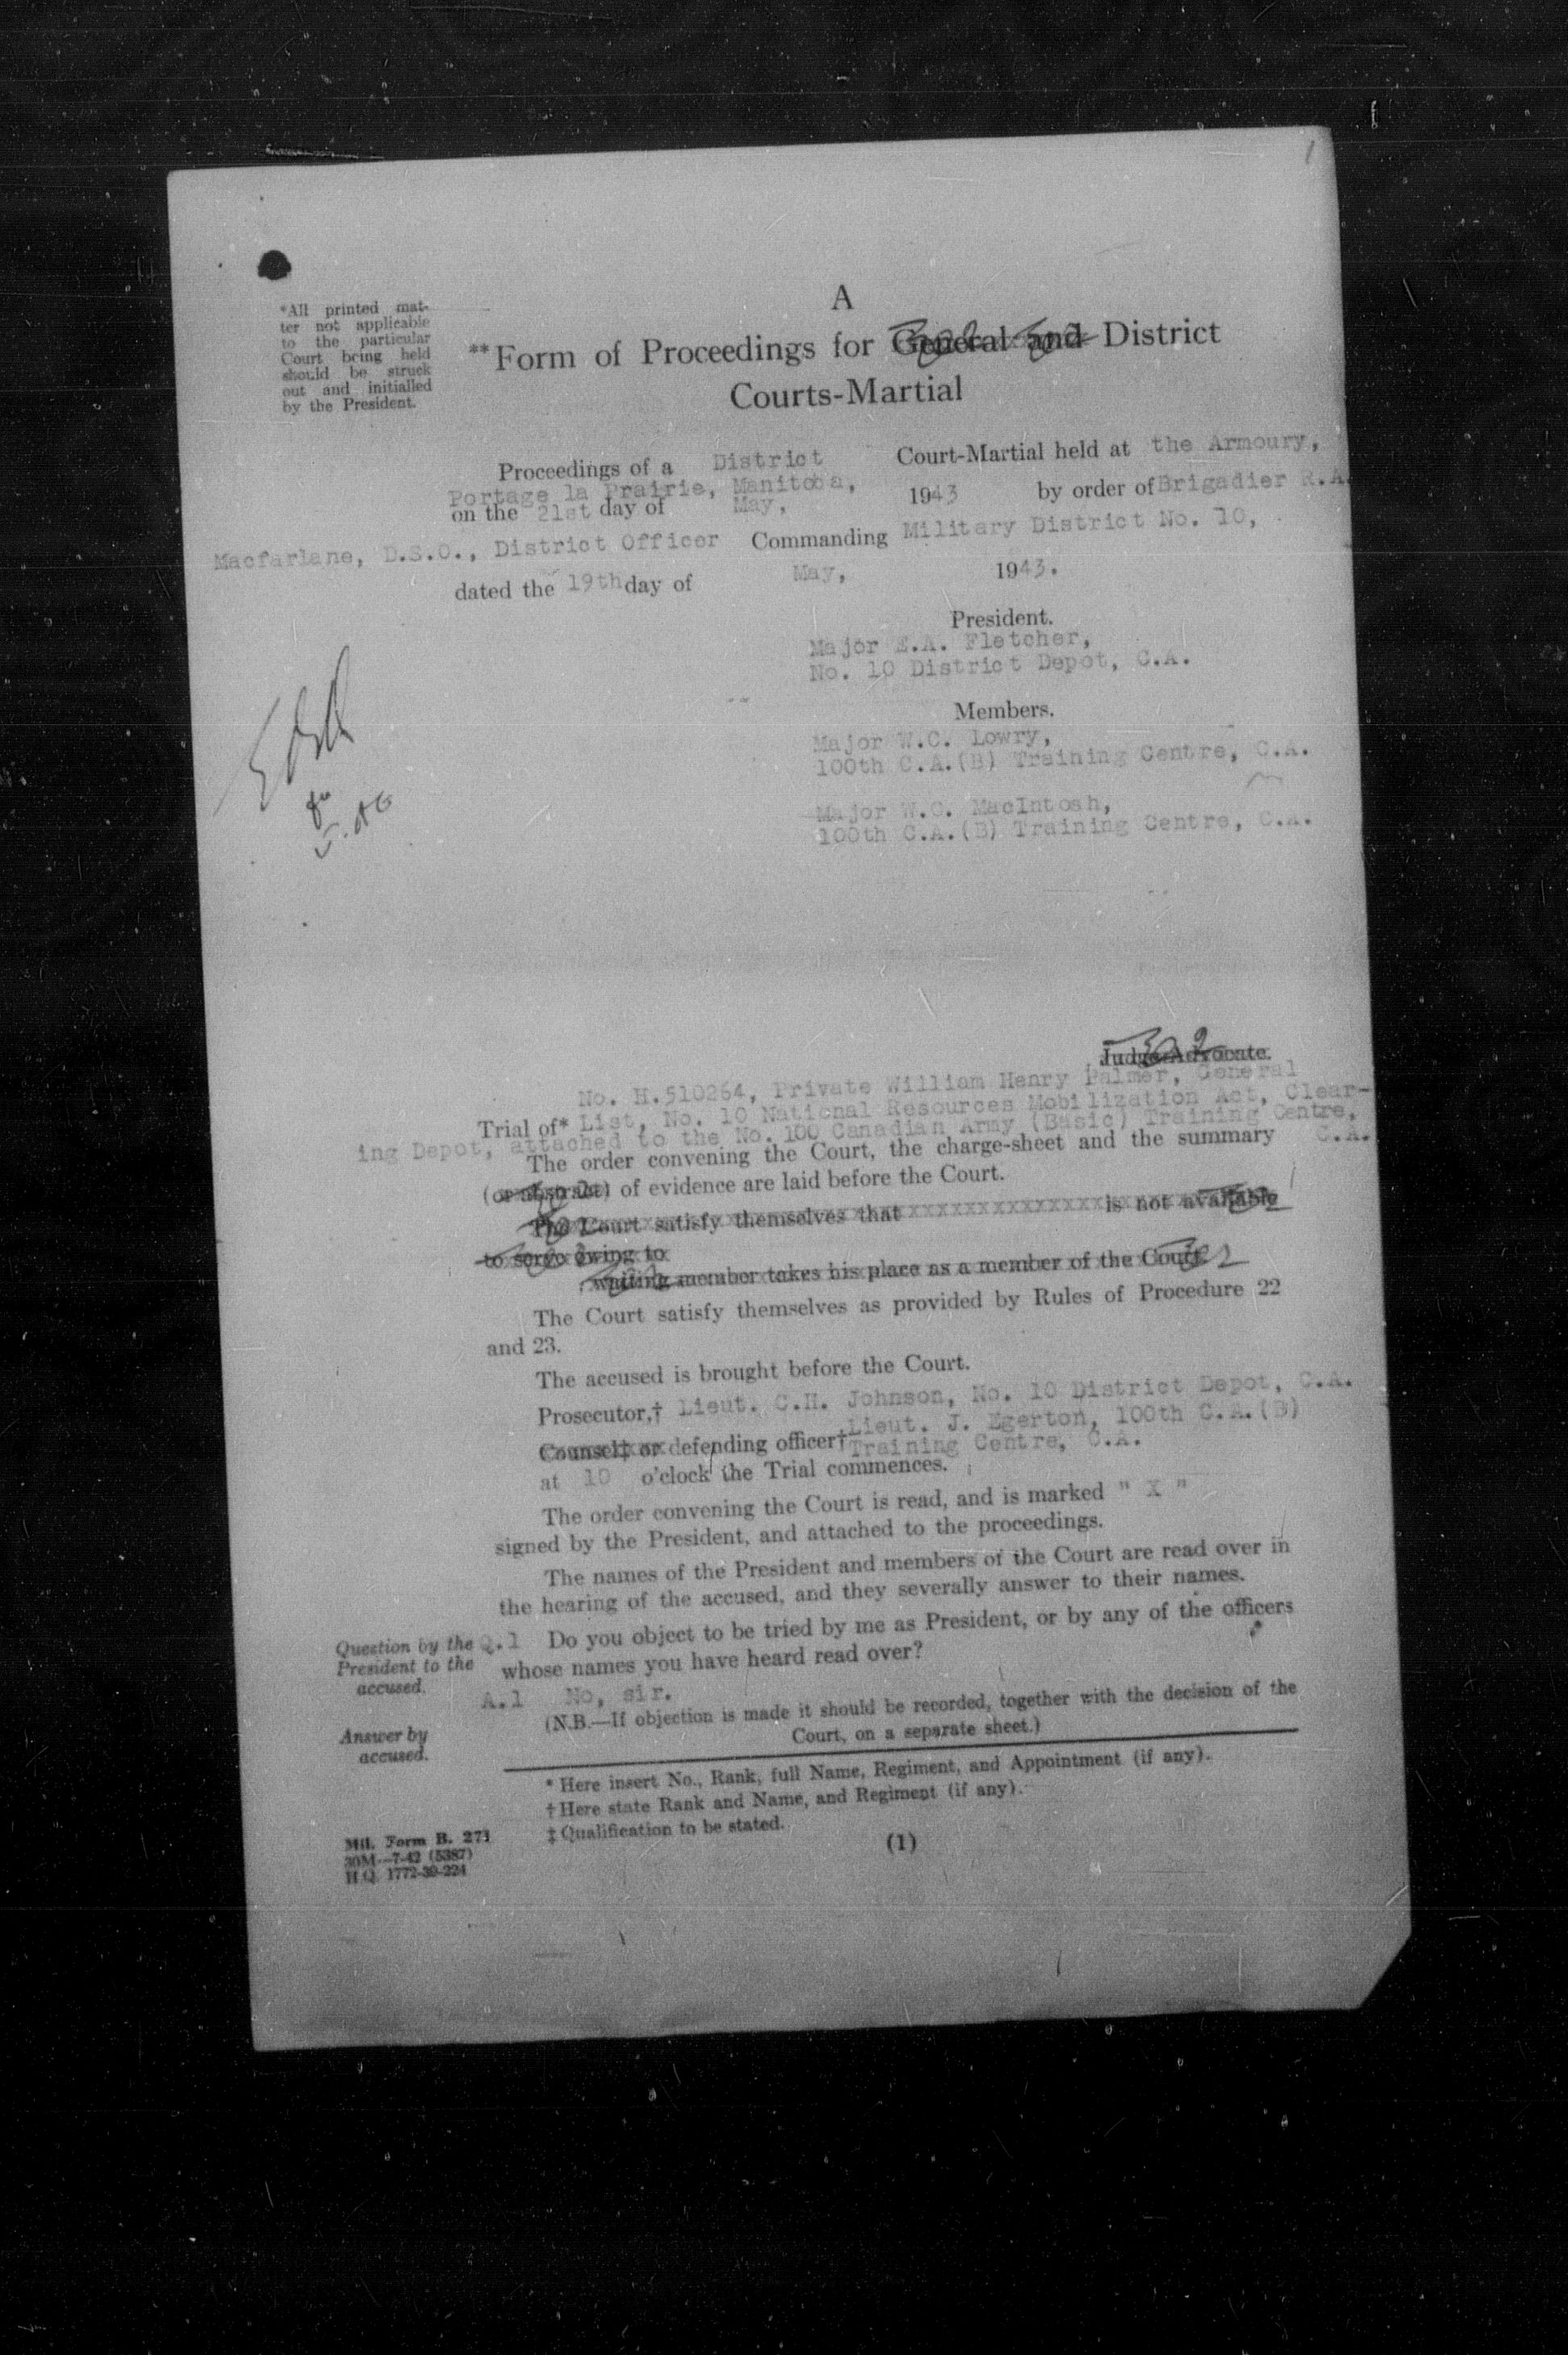 1
*All printed mat-
ter not applicable
to the particular
Court being held
should be struck
out and initialled
by the President.
A
**Form of Proceedings for General and District
Courts-Martial
Proceedings of a District Court-Martial held at the Armoury,
Portage la Prairie, Manitoba,
on the 21st day of May, 1943 by order of Brigadier R.A.
Macfarlane, D.S.O., District Officer Commanding Military District No. 10,
dated the 19th day of May, 1943.
President.
Major E.A. Fletcher,
No. 10 District Depot, C.A.
Members.
Major W.C. Lowry,
100th C.A.(B) Training Centre, C.A.
Major W.C. MacIntosh,
100th C.A.(B) Training Centre, C.A.
Judge-Advocate.
No. H.510264, Private William Henry Palmer, General
Trial of* List, No. 10 National Resources Mobilization Act, Clear-
ing Depot, attached to the No. 100 Canadian Army (Basic) Training Centre,
C.A.
The order convening the Court, the charge-sheet and the summary
(or abstract) of evidence are laid before the Court.
The Court satisfy themselves that xxxxxxxxxxxxxxx is not available
to serve owing to
waiting member takes his place as a member of the Court
The Court satisfy themselves as provided by Rules of Procedure 22
and 23.
The accused is brought before the Court.
Prosecutor,† Lieut. C.H. Johnson, No. 10 District Depot, C.A.
Lieut. J. Egerton, 100th C.A.(B)
Counsel‡ or defending officer† Training Centre, C.A.
at 10 o'clock the Trial commences.
The order convening the Court is read, and is marked " X "
signed by the President, and attached to the proceedings.
The names of the President and members of the Court are read over in
the hearing of the accused, and they severally answer to their names.
Question by the
President to the
accused.
Q.1 Do you object to be tried by me as President, or by any of the officers
whose names you have heard read over?
A.1 No, sir.
Answer by
accused.
(N.B.—If objection is made it should be recorded, together with the decision of the
Court, on a separate sheet.)
* Here insert No., Rank, full Name, Regiment, and Appointment (if any).
† Here state Rank and Name, and Regiment (if any).
‡ Qualification to be stated.
Mil. Form B. 271
30M—7-42 (5387)
H.Q. 1772-39-224
(1)